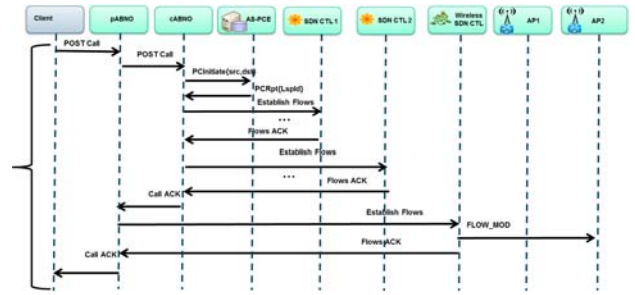 Client
pABNO
cABNO
AS-PCE
SDN CTL 1
SDN CTL 2
Wireless
SDN CTL
AP1
AP2
POST Call
POST Call
PCInitiate{src,dst}
PCRpt{LspId}
Establish Flows
...
Flows ACK
Establish Flows
...
Flows ACK
Call ACK
Establish Flows
FLOW_MOD
Flows ACK
Call ACK